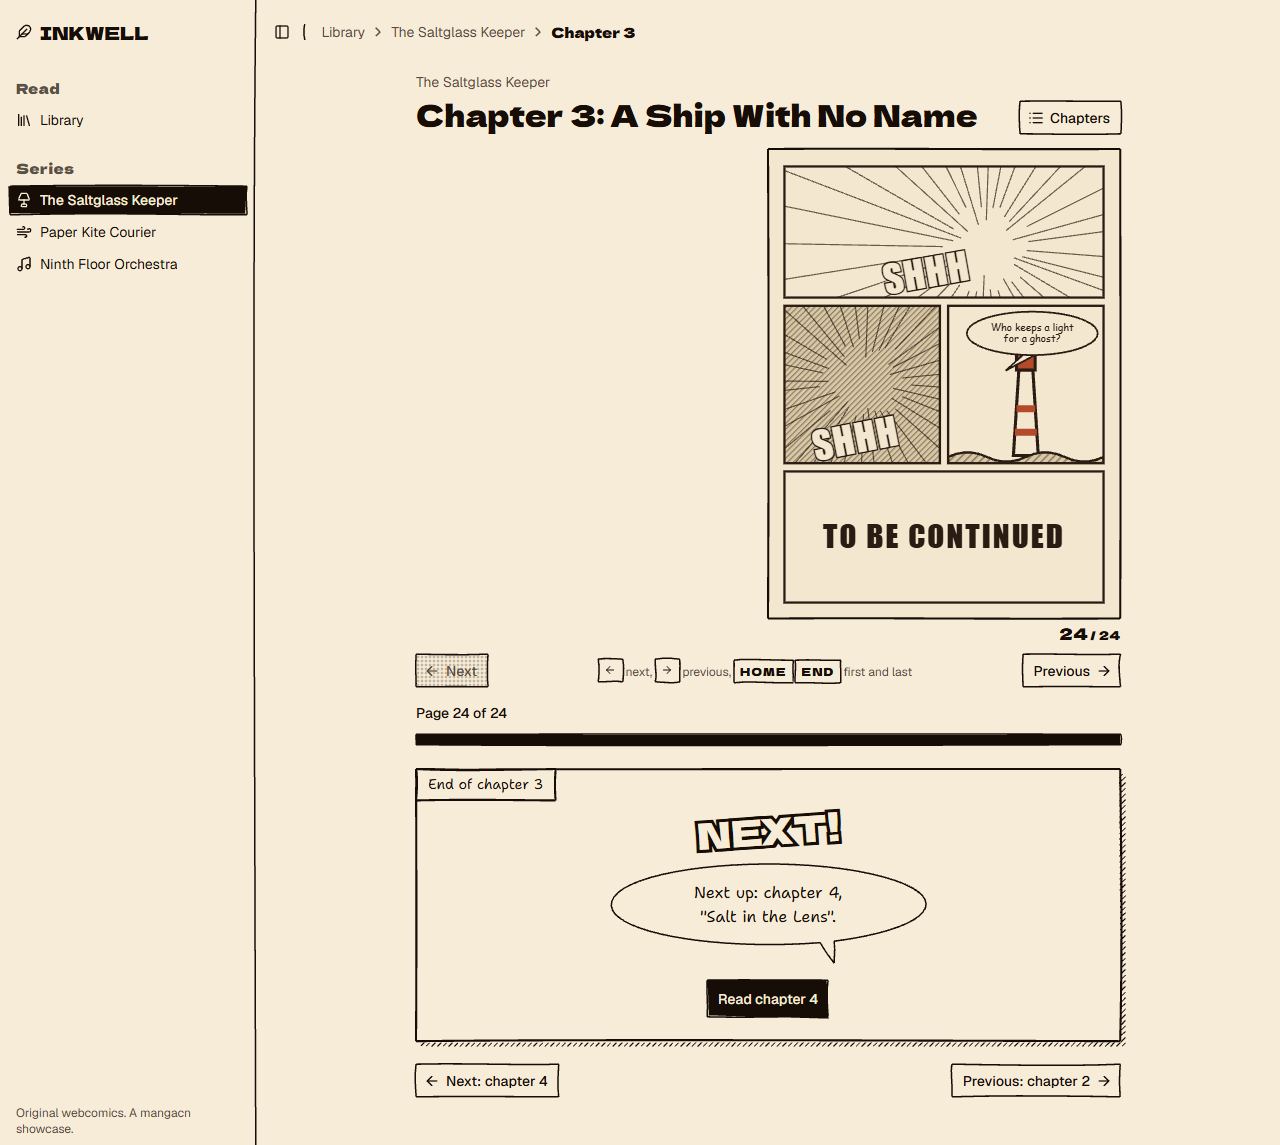 INKWELL
Read
Library
Series
The Saltglass Keeper
Paper Kite Courier
Ninth Floor Orchestra
Original webcomics. A mangacn
showcase.
Library
The Saltglass Keeper
Chapter 3
The Saltglass Keeper
Chapter 3: A Ship With No Name
Chapters
SHHH
SHHH
Who keeps a light
for a ghost?
TO BE CONTINUED
24 / 24
Next
next,
previous,
HOME
END
first and last
Previous
Page 24 of 24
End of chapter 3
NEXT!
Next up: chapter 4,
"Salt in the Lens".
Read chapter 4
Next: chapter 4
Previous: chapter 2